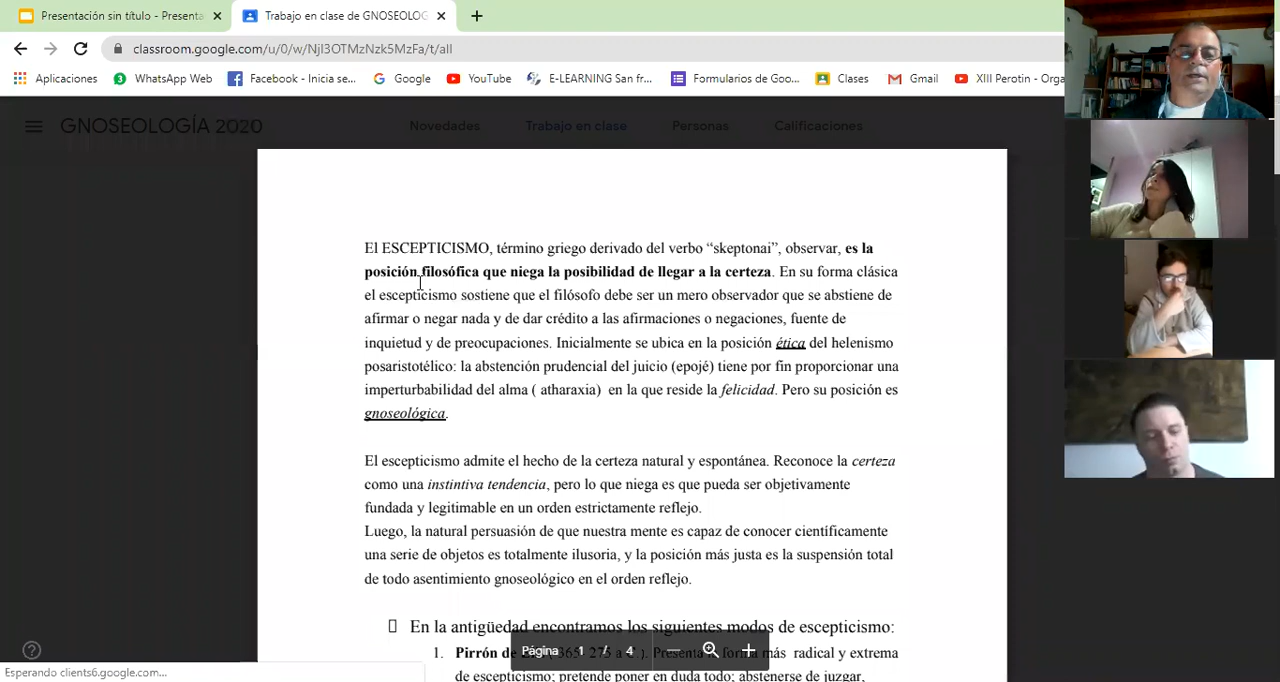 Presentación sin título - Presenta
Trabajo en clase de GNOSEOLOG
classroom.google.com/u/0/w/NjI3OTMzNzk5MzFa/t/all
Aplicaciones WhatsApp Web Facebook - Inicia se... Google YouTube E-LEARNING San fr... Formularios de Goo... Clases Gmail XIII Perotin - Orga
GNOSEOLOGÍA 2020 Novedades Trabajo en clase Personas Calificaciones
El ESCEPTICISMO, término griego derivado del verbo “skeptonai”, observar, es la
posición filosófica que niega la posibilidad de llegar a la certeza. En su forma clásica
el escepticismo sostiene que el filósofo debe ser un mero observador que se abstiene de
afirmar o negar nada y de dar crédito a las afirmaciones o negaciones, fuente de
inquietud y de preocupaciones. Inicialmente se ubica en la posición ética del helenismo
posaristotélico: la abstención prudencial del juicio (epojé) tiene por fin proporcionar una
imperturbabilidad del alma ( atharaxia) en la que reside la felicidad. Pero su posición es
gnoseológica.
El escepticismo admite el hecho de la certeza natural y espontánea. Reconoce la certeza
como una instintiva tendencia, pero lo que niega es que pueda ser objetivamente
fundada y legitimable en un orden estrictamente reflejo.
Luego, la natural persuasión de que nuestra mente es capaz de conocer científicamente
una serie de objetos es totalmente ilusoria, y la posición más justa es la suspensión total
de todo asentimiento gnoseológico en el orden reflejo.
En la antigüedad encontramos los siguientes modos de escepticismo:
1. Pirrón de más radical y extrema
de escepticismo; pretende poner en duda todo; abstenerse de juzgar,
Página 1 / 4
Esperando clients6.google.com...